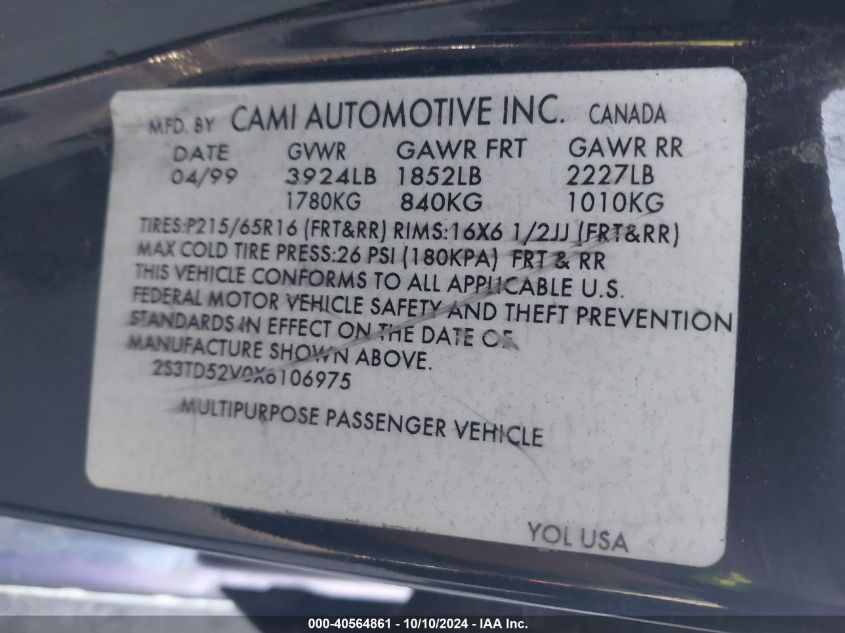 MFD. BY CAMI AUTOMOTIVE INC. CANADA
DATE GVWR GAWR FRT GAWR RR
04/99 3924LB 1852LB 2227LB
1780KG 840KG 1010KG
TIRES:P215/65R16 (FRT&RR) RIMS:16X6 1/2JJ (FRT&RR)
MAX COLD TIRE PRESS:26 PSI (180KPA) FRT & RR
THIS VEHICLE CONFORMS TO ALL APPLICABLE U.S.
FEDERAL MOTOR VEHICLE SAFETY AND THEFT PREVENTION
STANDARDS IN EFFECT ON THE DATE OF
MANUFACTURE SHOWN ABOVE.
2S3TD52V0X6106975
MULTIPURPOSE PASSENGER VEHICLE
YOL USA
000-40564861 - 10/10/2024 - IAA Inc.